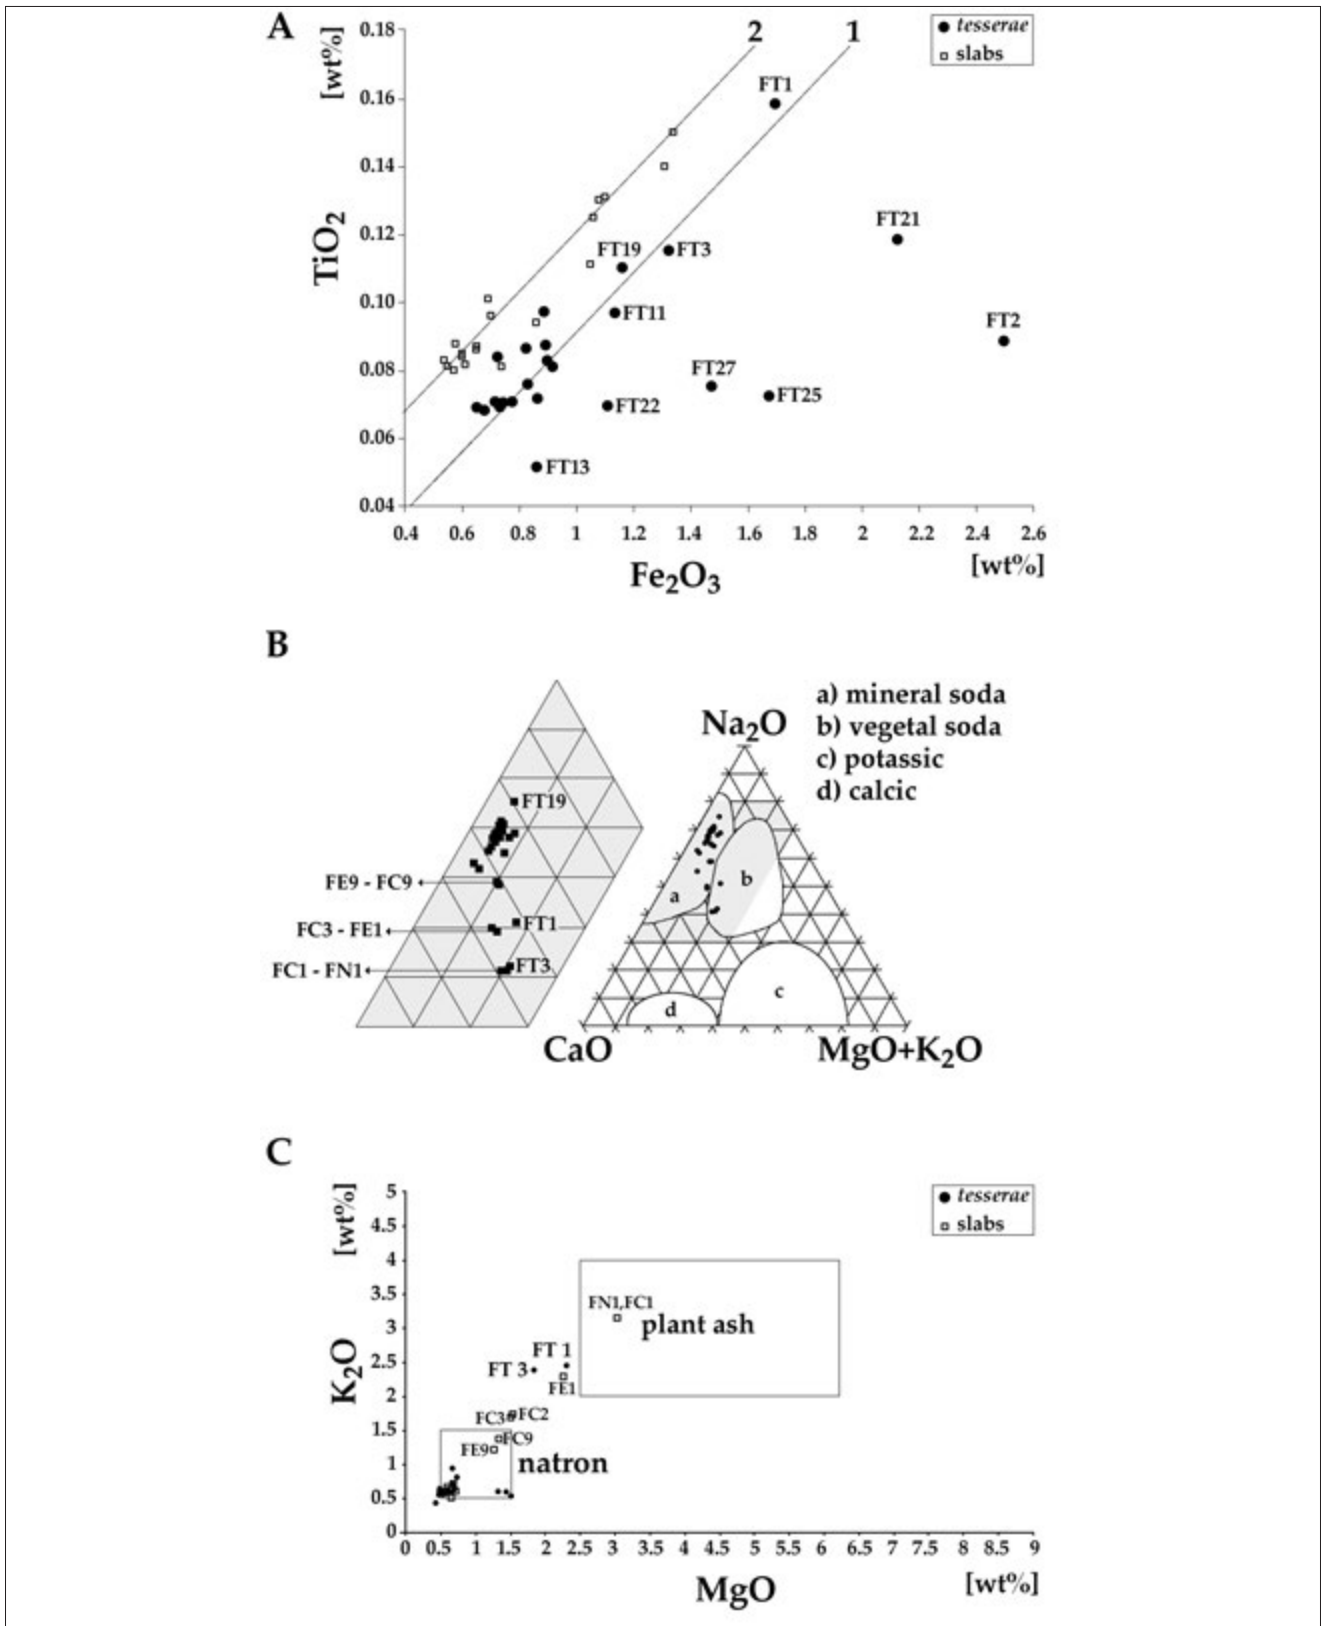 A
[wt%]
TiO2
0.18
0.16
0.14
0.12
0.10
0.08
0.06
0.04
2
1
tesserae
slabs
FT1
FT21
FT19
FT3
FT11
FT2
FT27
FT25
FT22
FT13
0.4 0.6 0.8 1 1.2 1.4 1.6 1.8 2 2.2 2.4 2.6
Fe2O3
[wt%]
B
FT19
FE9 - FC9
FC3 - FE1
FT1
FC1 - FN1
FT3
Na2O
a) mineral soda
b) vegetal soda
c) potassic
d) calcic
b
a
c
d
CaO
MgO+K2O
C
[wt%]
K2O
5
4.5
4
3.5
3
2.5
2
1.5
1
0.5
0
tesserae
slabs
FN1,FC1
plant ash
FT 1
FT 3
FE1
FC3
FC2
FC9
FE9
natron
0 0.5 1 1.5 2 2.5 3 3.5 4 4.5 5 5.5 6 6.5 7 7.5 8 8.5 9
MgO
[wt%]